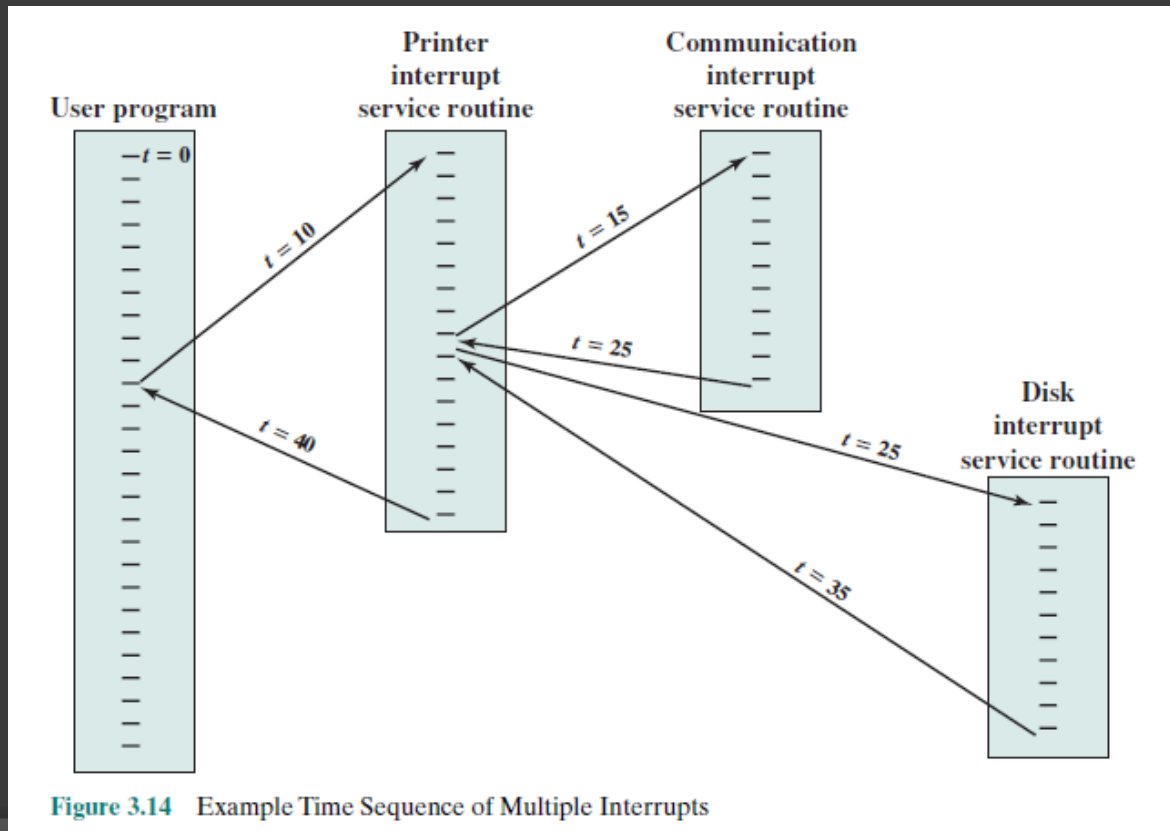 User program
Printer
interrupt
service routine
Communication
interrupt
service routine
t = 0
t = 10
t = 15
t = 25
t = 40
t = 25
t = 35
Disk
interrupt
service routine
Figure 3.14 Example Time Sequence of Multiple Interrupts